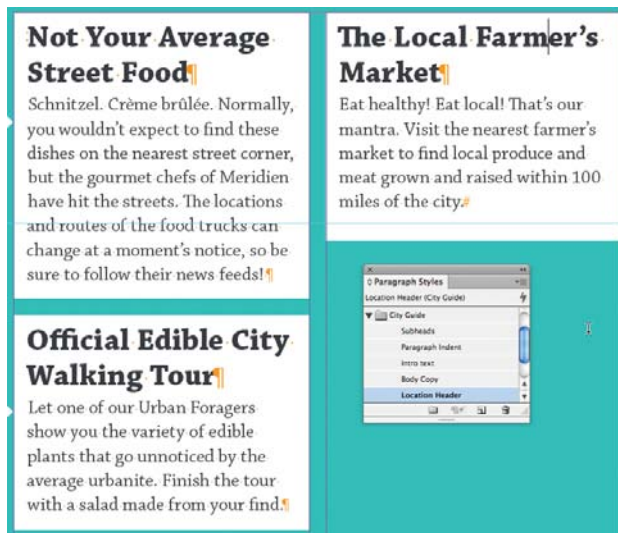 Not Your Average
Street Food¶
Schnitzel. Crème brûlée. Normally,
you wouldn't expect to find these
dishes on the nearest street corner,
but the gourmet chefs of Meridien
have hit the streets. The locations
and routes of the food trucks can
change at a moment's notice, so be
sure to follow their news feeds!¶
Official Edible City
Walking Tour¶
Let one of our Urban Foragers
show you the variety of edible
plants that go unnoticed by the
average urbanite. Finish the tour
with a salad made from your find.¶
The Local Farmer's
Market¶
Eat healthy! Eat local! That's our
mantra. Visit the nearest farmer's
market to find local produce and
meat grown and raised within 100
miles of the city.#
Paragraph Styles
Location Header (City Guide)
City Guide
Subheads
Paragraph Indent
Intro text
Body Copy
Location Header